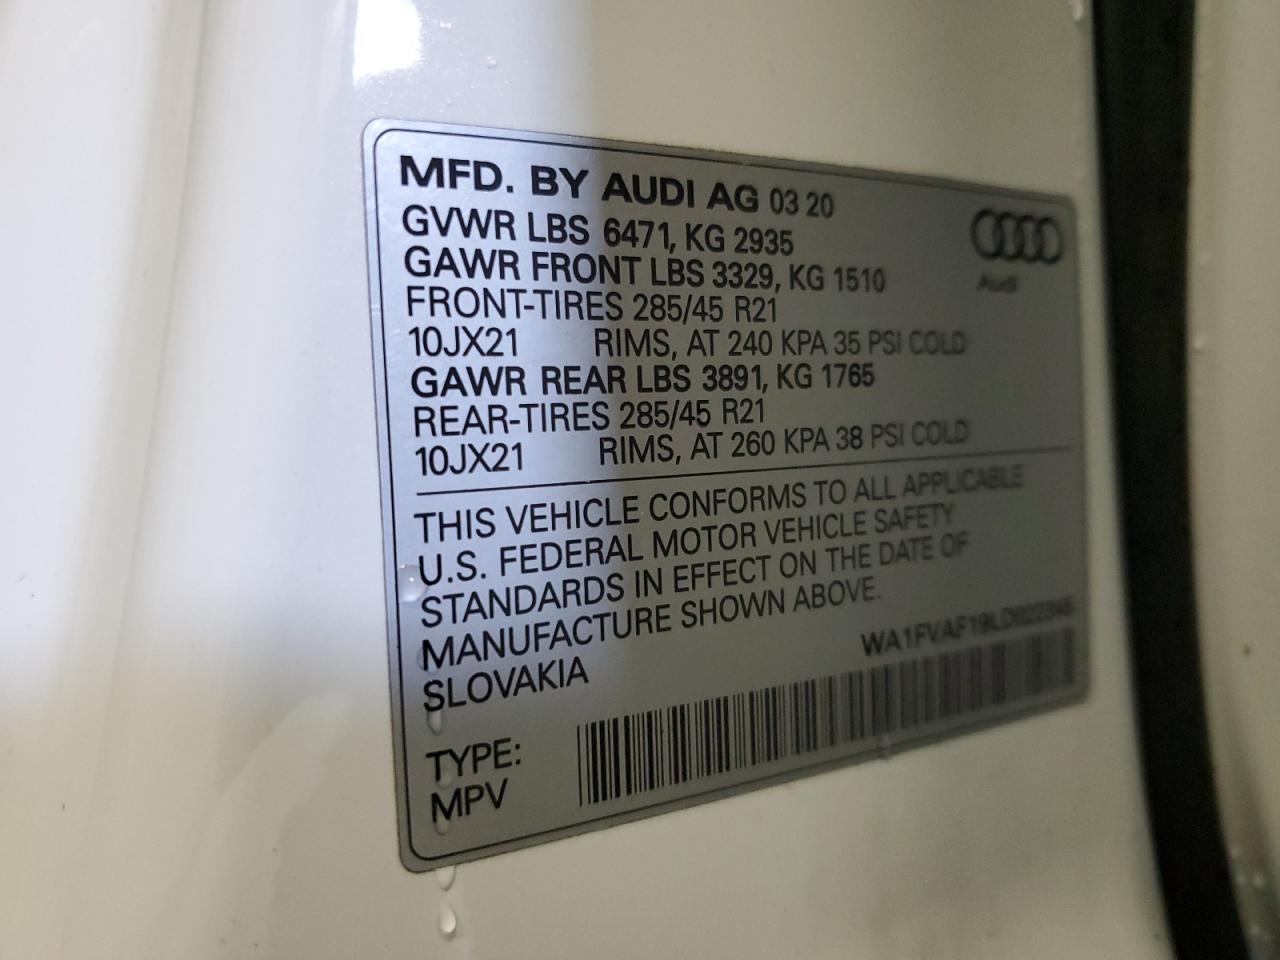 MFD. BY AUDI AG 03 20
GVWR LBS 6471, KG 2935
GAWR FRONT LBS 3329, KG 1510
FRONT-TIRES 285/45 R21
10JX21 RIMS, AT 240 KPA 35 PSI COLD
GAWR REAR LBS 3891, KG 1765
REAR-TIRES 285/45 R21
10JX21 RIMS, AT 260 KPA 38 PSI COLD
Audi
THIS VEHICLE CONFORMS TO ALL APPLICABLE
U.S. FEDERAL MOTOR VEHICLE SAFETY
STANDARDS IN EFFECT ON THE DATE OF
MANUFACTURE SHOWN ABOVE.
SLOVAKIA
TYPE:
MPV